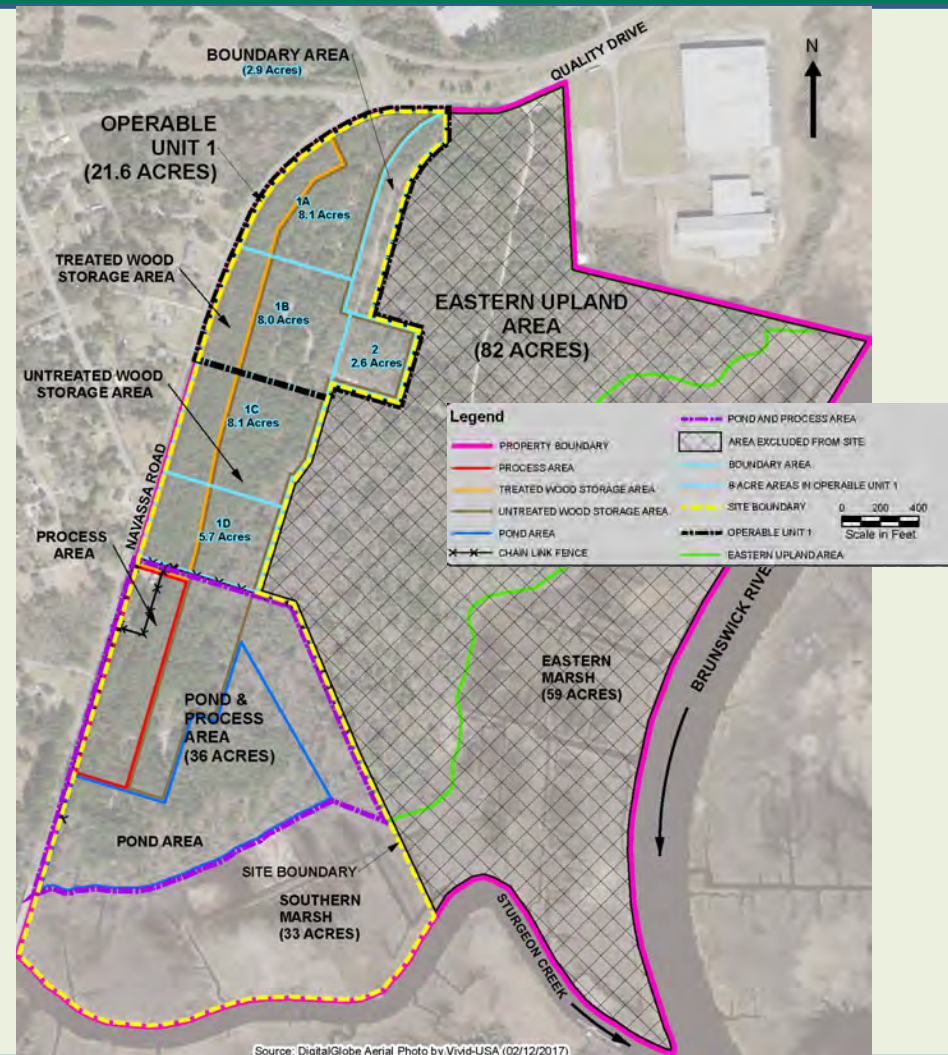 QUALITY DRIVE
BOUNDARY AREA
(2.9 Acres)
N
OPERABLE
UNIT 1
(21.6 ACRES)
1A
8.1 Acres
TREATED WOOD
STORAGE AREA
1B
8.0 Acres
EASTERN UPLAND
AREA
(82 ACRES)
2
2.6 Acres
UNTREATED WOOD
STORAGE AREA
1C
8.1 Acres
NAVASSA ROAD
1D
5.7 Acres
PROCESS
AREA
Legend
PROPERTY BOUNDARY
PROCESS AREA
TREATED WOOD STORAGE AREA
UNTREATED WOOD STORAGE AREA
POND AREA
CHAIN LINK FENCE
POND AND PROCESS AREA
AREA EXCLUDED FROM SITE
BOUNDARY AREA
8-ACRE AREAS IN OPERABLE UNIT 1
SITE BOUNDARY
OPERABLE UNIT 1
EASTERN UPLAND AREA
0 200 400
Scale in Feet
BRUNSWICK RIVER
EASTERN
MARSH
(59 ACRES)
POND &
PROCESS
AREA
(36 ACRES)
POND AREA
SITE BOUNDARY
SOUTHERN
MARSH
(33 ACRES)
STURGEON CREEK
Source: DigitalGlobe Aerial Photo by Vivid-USA (02/12/2017)